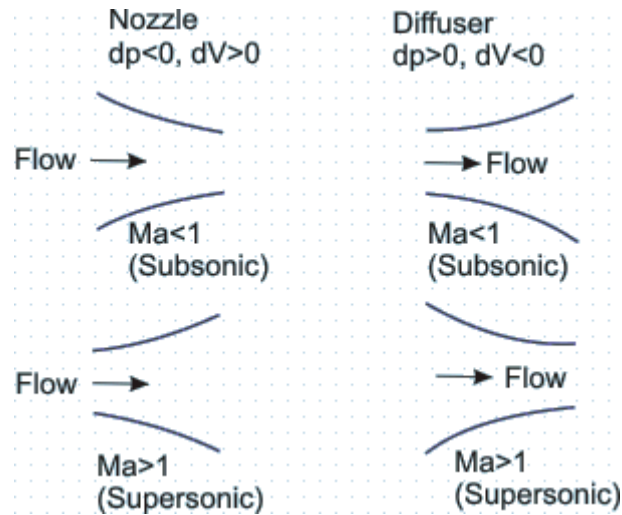 Nozzle
dp<0, dV>0
Diffuser
dp>0, dV<0
Flow
Flow
Ma<1
(Subsonic)
Ma<1
(Subsonic)
Flow
Flow
Ma>1
(Supersonic)
Ma>1
(Supersonic)